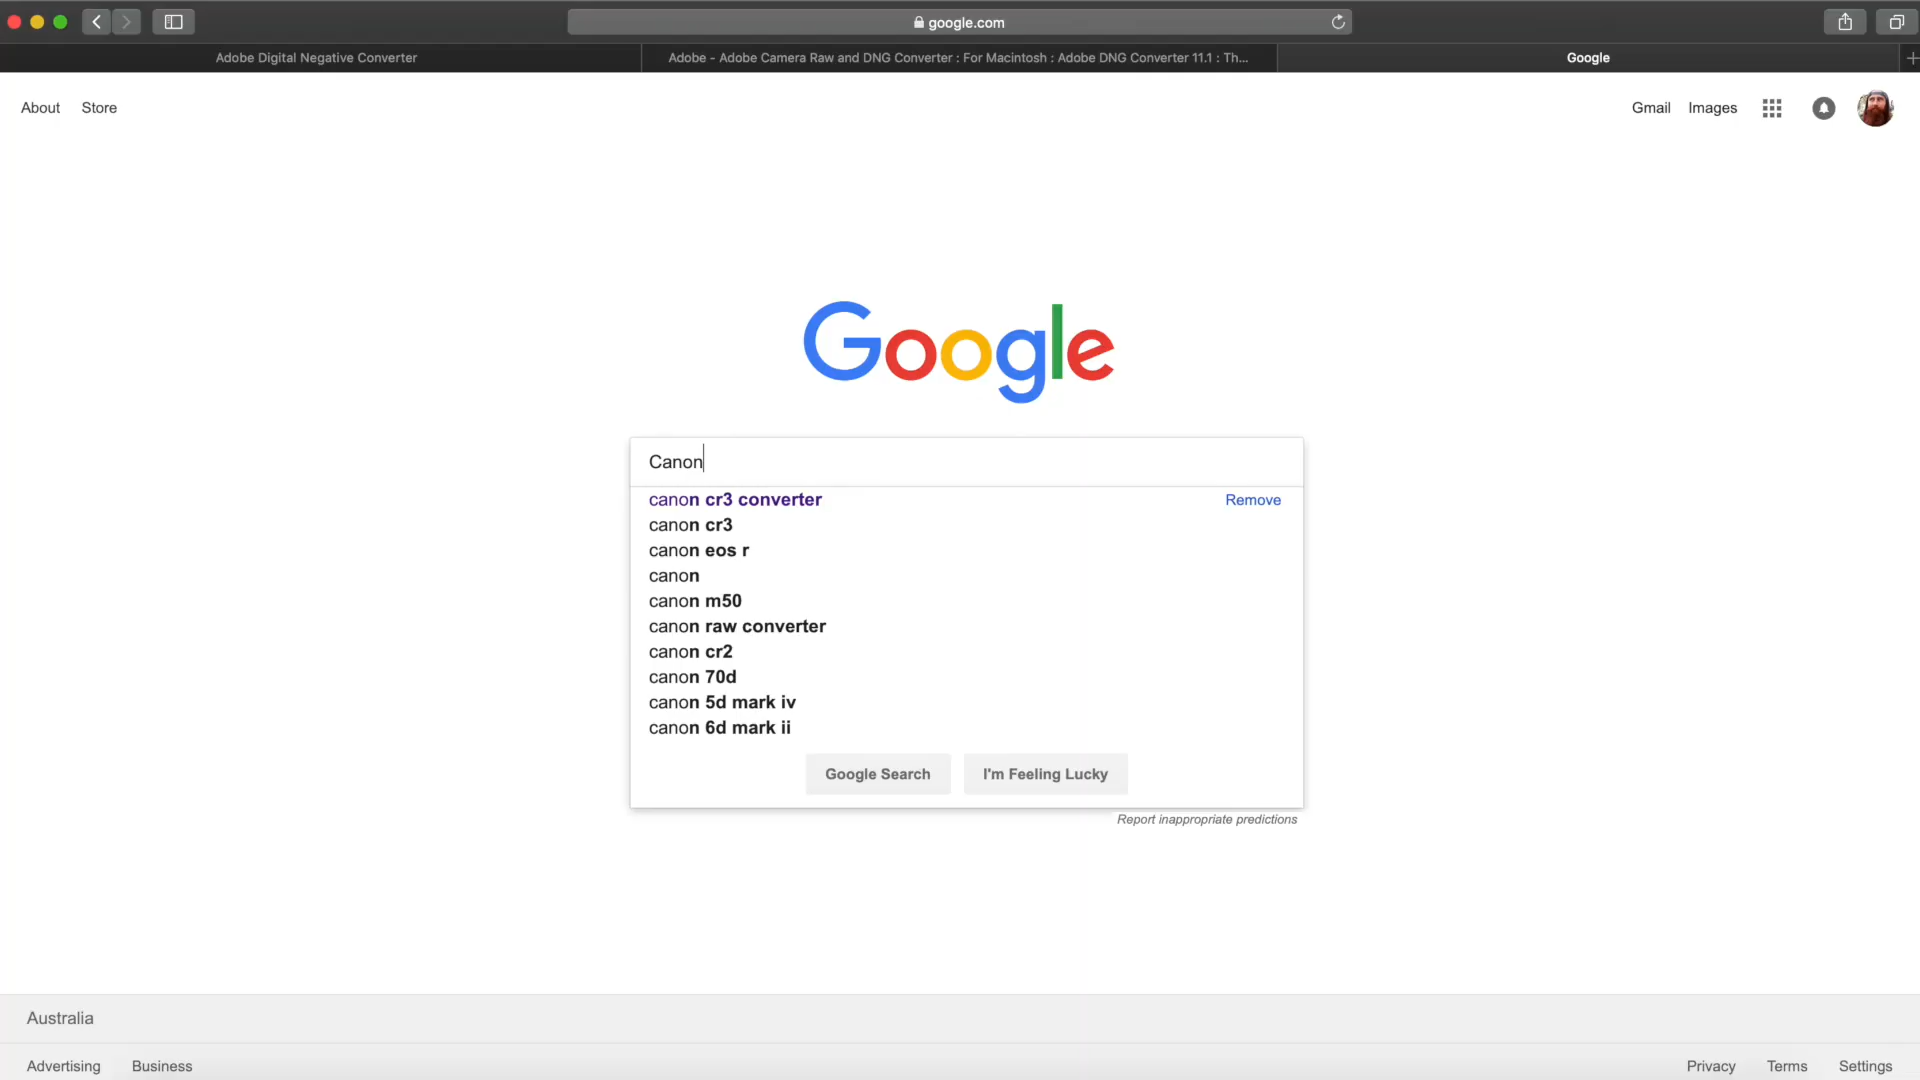 google.com
Adobe Digital Negative Converter
Adobe - Adobe Camera Raw and DNG Converter : For Macintosh : Adobe DNG Converter 11.1 : Th...
Google
About Store
Gmail Images
Google
Canon
canon cr3 converter Remove
canon cr3
canon eos r
canon
canon m50
canon raw converter
canon cr2
canon 70d
canon 5d mark iv
canon 6d mark ii
Google Search I'm Feeling Lucky
Report inappropriate predictions
Australia
Advertising Business
Privacy Terms Settings